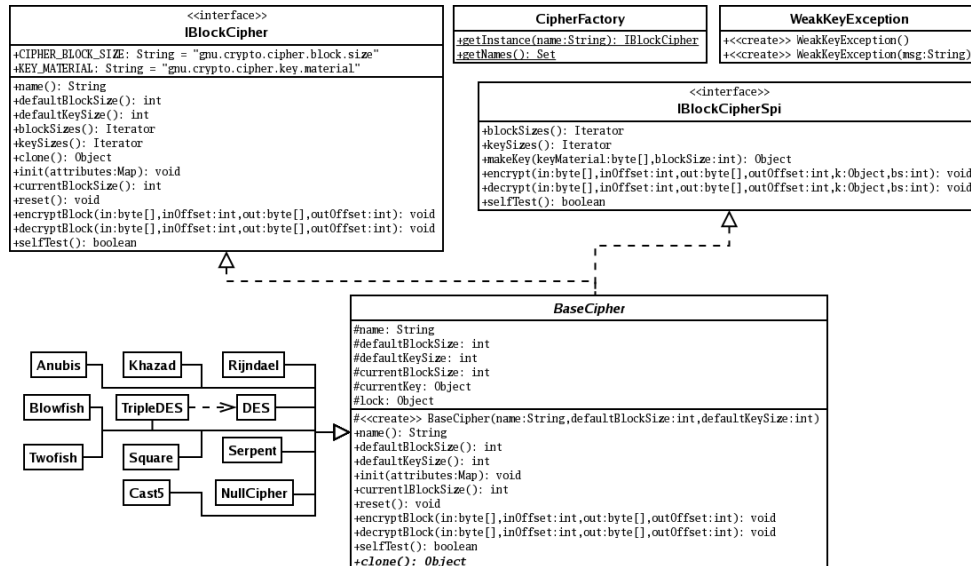 <<interface>>
IBlockCipher
+CIPHER_BLOCK_SIZE: String = "gnu.crypto.cipher.block.size"
+KEY_MATERIAL: String = "gnu.crypto.cipher.key.material"
+name(): String
+defaultBlockSize(): int
+defaultKeySize(): int
+blockSizes(): Iterator
+keySizes(): Iterator
+clone(): Object
+init(attributes:Map): void
+currentBlockSize(): int
+reset(): void
+encryptBlock(in:byte[],inOffset:int,out:byte[],outOffset:int): void
+decryptBlock(in:byte[],inOffset:int,out:byte[],outOffset:int): void
+selfTest(): boolean
CipherFactory
+getInstance(name:String): IBlockCipher
+getNames(): Set
WeakKeyException
+<<create>> WeakKeyException()
+<<create>> WeakKeyException(msg:String)
<<interface>>
IBlockCipherSpi
+blockSizes(): Iterator
+keySizes(): Iterator
+makeKey(keyMaterial:byte[],blockSize:int): Object
+encrypt(in:byte[],inOffset:int,out:byte[],outOffset:int,k:Object,bs:int): void
+decrypt(in:byte[],inOffset:int,out:byte[],outOffset:int,k:Object,bs:int): void
+selfTest(): boolean
BaseCipher
#name: String
#defaultBlockSize: int
#defaultKeySize: int
#currentBlockSize: int
#currentKey: Object
#lock: Object
#<<create>> BaseCipher(name:String,defaultBlockSize:int,defaultKeySize:int)
+name(): String
+defaultBlockSize(): int
+defaultKeySize(): int
+init(attributes:Map): void
+currentlBlockSize(): int
+reset(): void
+encryptBlock(in:byte[],inOffset:int,out:byte[],outOffset:int): void
+decryptBlock(in:byte[],inOffset:int,out:byte[],outOffset:int): void
+selfTest(): boolean
+clone(): Object
Anubis
Khazad
Rijndael
Blowfish
TripleDES
DES
Twofish
Square
Serpent
Cast5
NullCipher